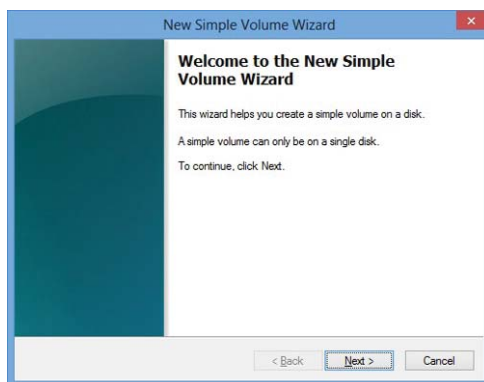 New Simple Volume Wizard
Welcome to the New Simple
Volume Wizard
This wizard helps you create a simple volume on a disk.
A simple volume can only be on a single disk.
To continue, click Next.
< Back Next > Cancel